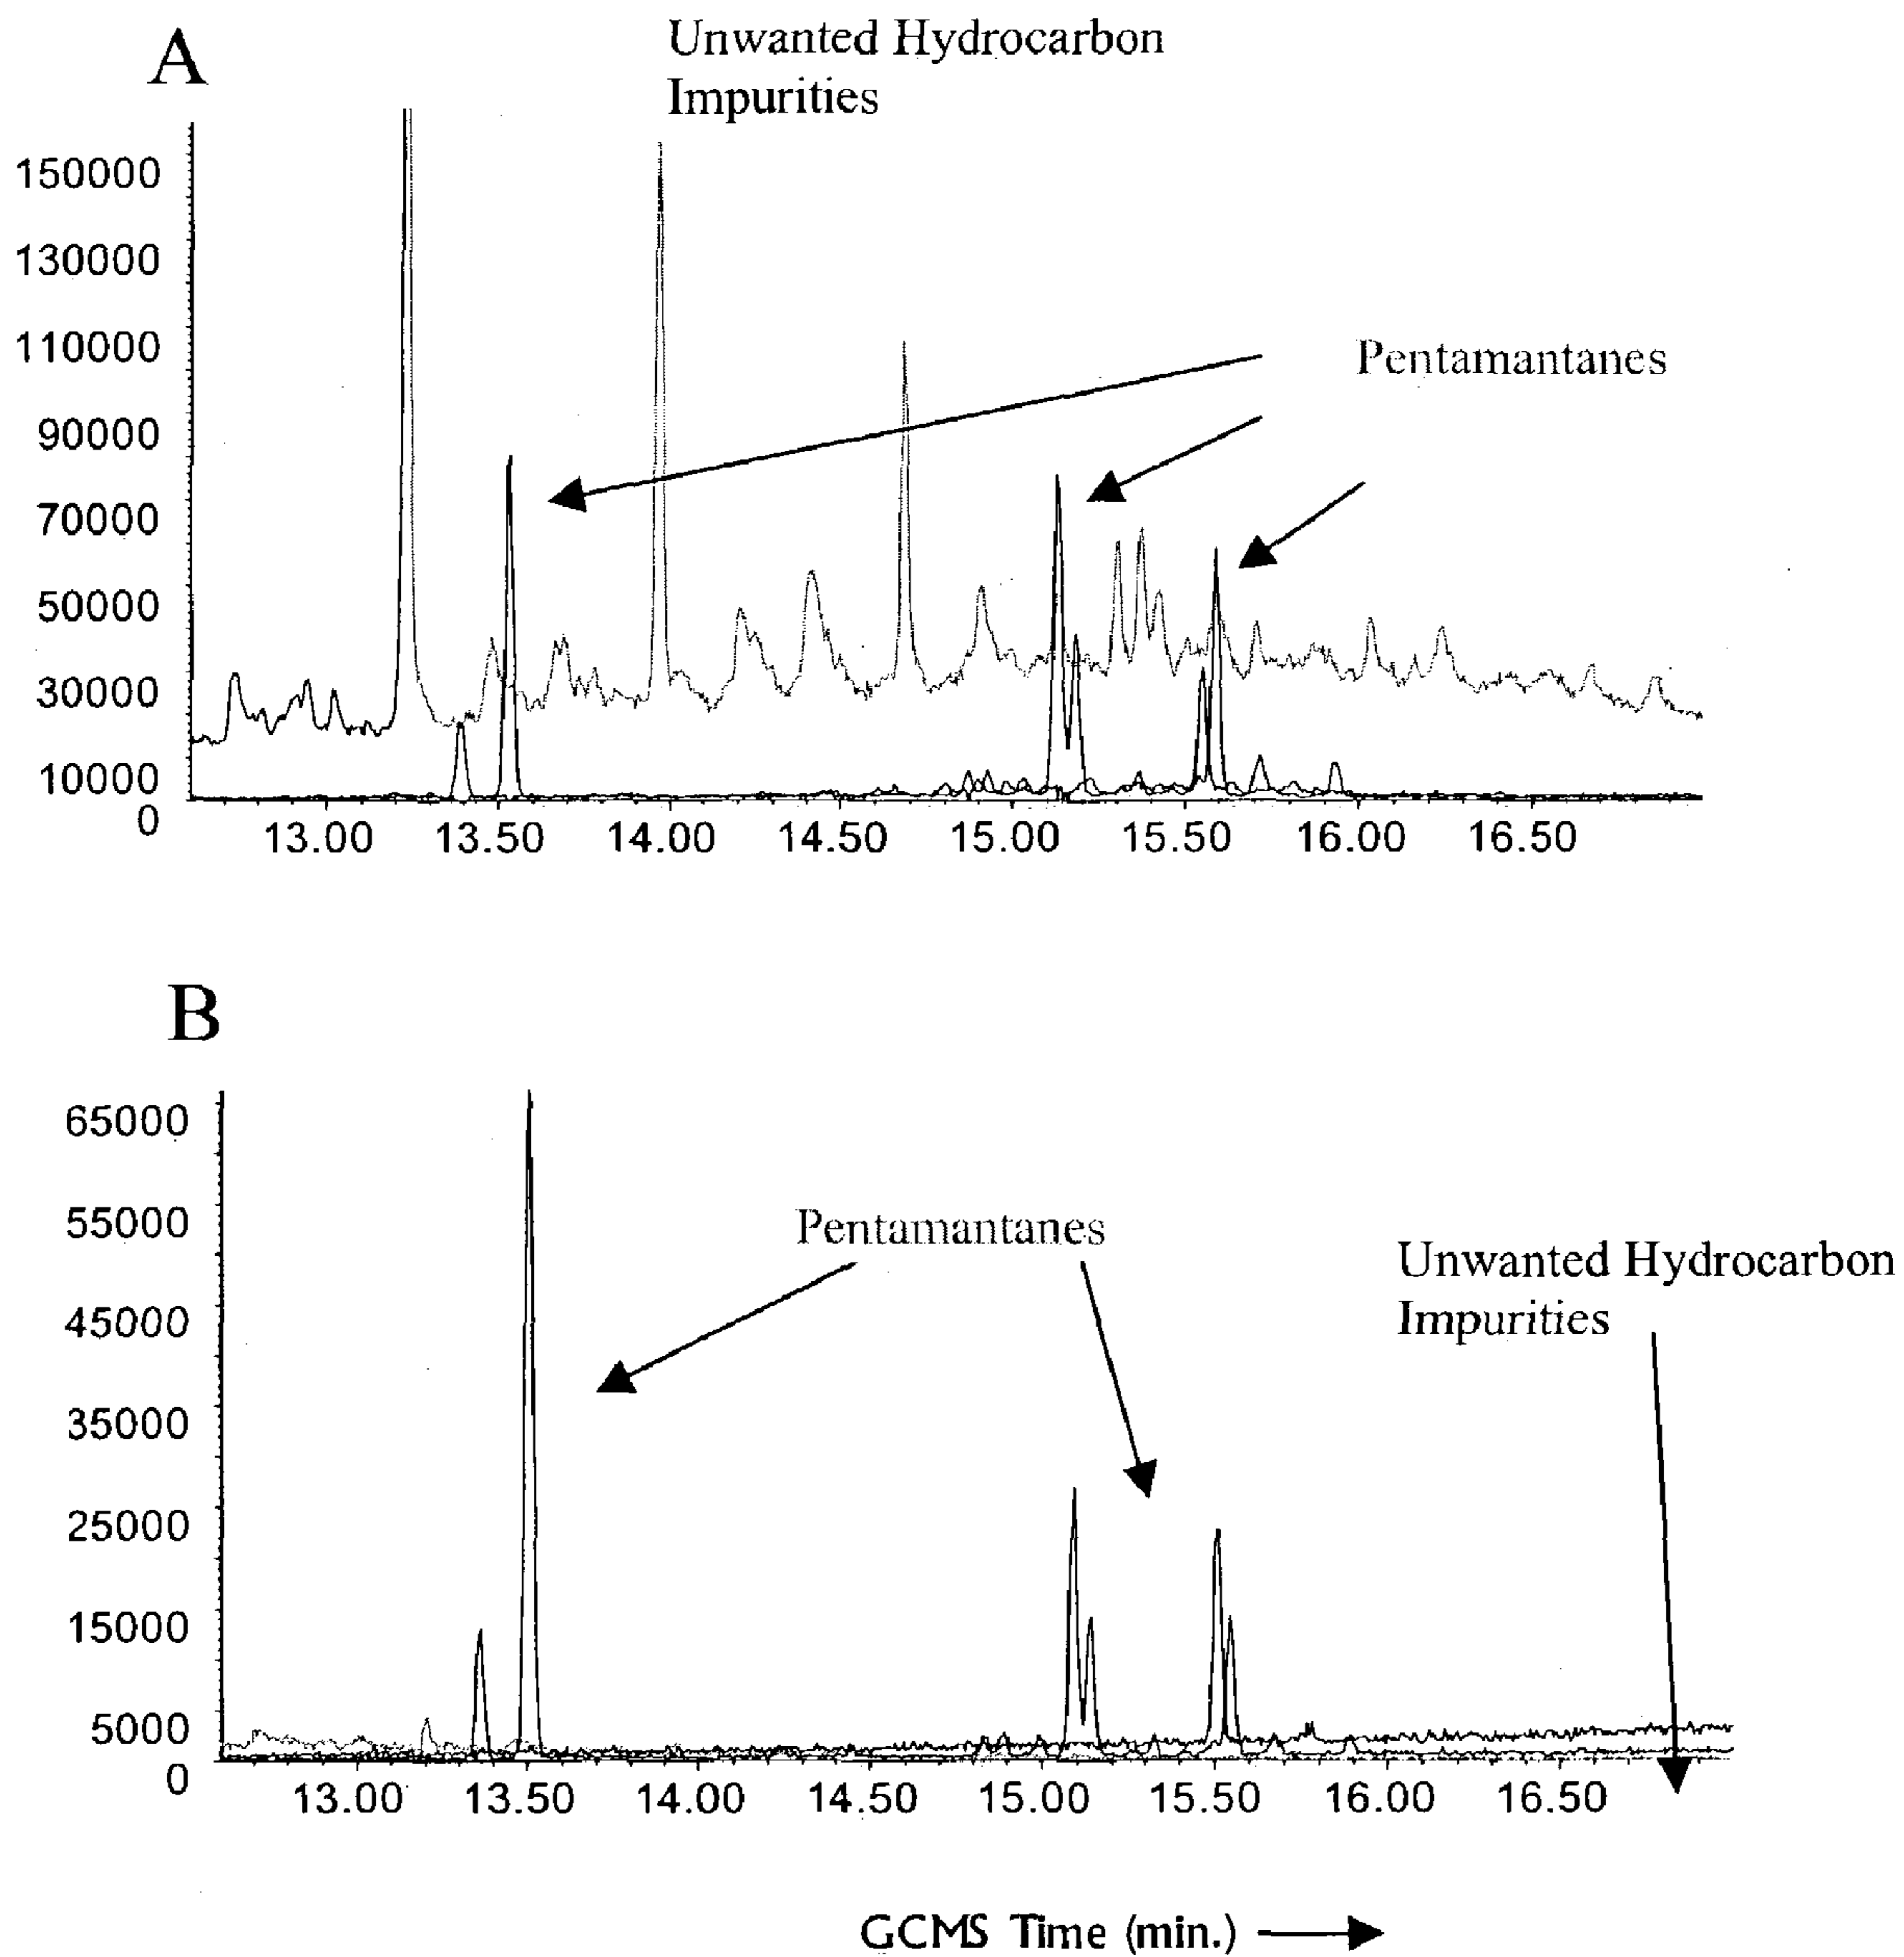 A
Unwanted Hydrocarbon
Impurities
150000
130000
110000
90000
70000
50000
30000
10000
0
Pentamantanes
13.00 13.50 14.00 14.50 15.00 15.50 16.00 16.50
B
65000
55000
45000
35000
25000
15000
5000
0
Pentamantanes
Unwanted Hydrocarbon
Impurities
13.00 13.50 14.00 14.50 15.00 15.50 16.00 16.50
GCMS Time (min.)